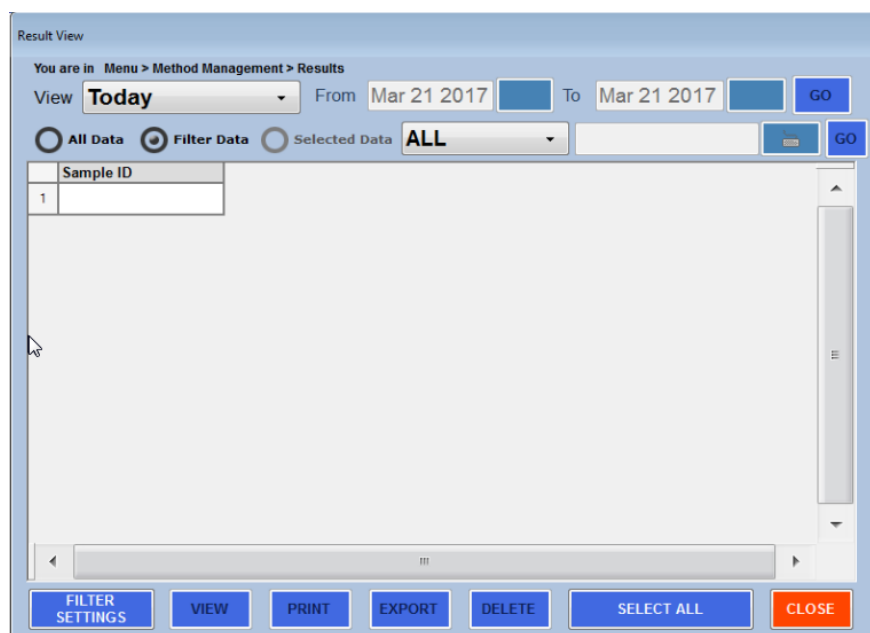 Result View
You are in Menu > Method Management > Results
View Today From Mar 21 2017 To Mar 21 2017 GO
All Data Filter Data Selected Data ALL GO
Sample ID
1
FILTER SETTINGS VIEW PRINT EXPORT DELETE SELECT ALL CLOSE